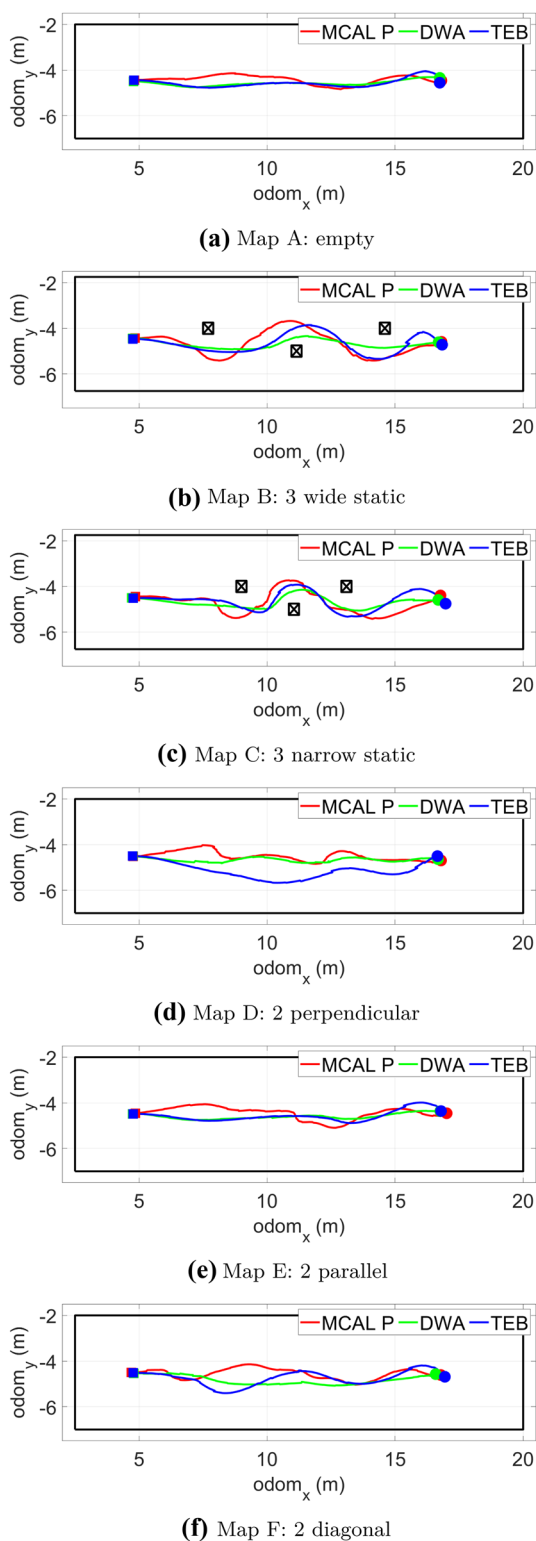 -2
MCAL P DWA TEB
-4
-6
odom_y (m)
5 10 15 20
odom_x (m)
(a) Map A: empty
-2
MCAL P DWA TEB
-4
-6
odom_y (m)
5 10 15 20
odom_x (m)
(b) Map B: 3 wide static
-2
MCAL P DWA TEB
-4
-6
odom_y (m)
5 10 15 20
odom_x (m)
(c) Map C: 3 narrow static
-2
MCAL P DWA TEB
-4
-6
odom_y (m)
5 10 15 20
odom_x (m)
(d) Map D: 2 perpendicular
-2
MCAL P DWA TEB
-4
-6
odom_y (m)
5 10 15 20
odom_x (m)
(e) Map E: 2 parallel
-2
MCAL P DWA TEB
-4
-6
odom_y (m)
5 10 15 20
odom_x (m)
(f) Map F: 2 diagonal